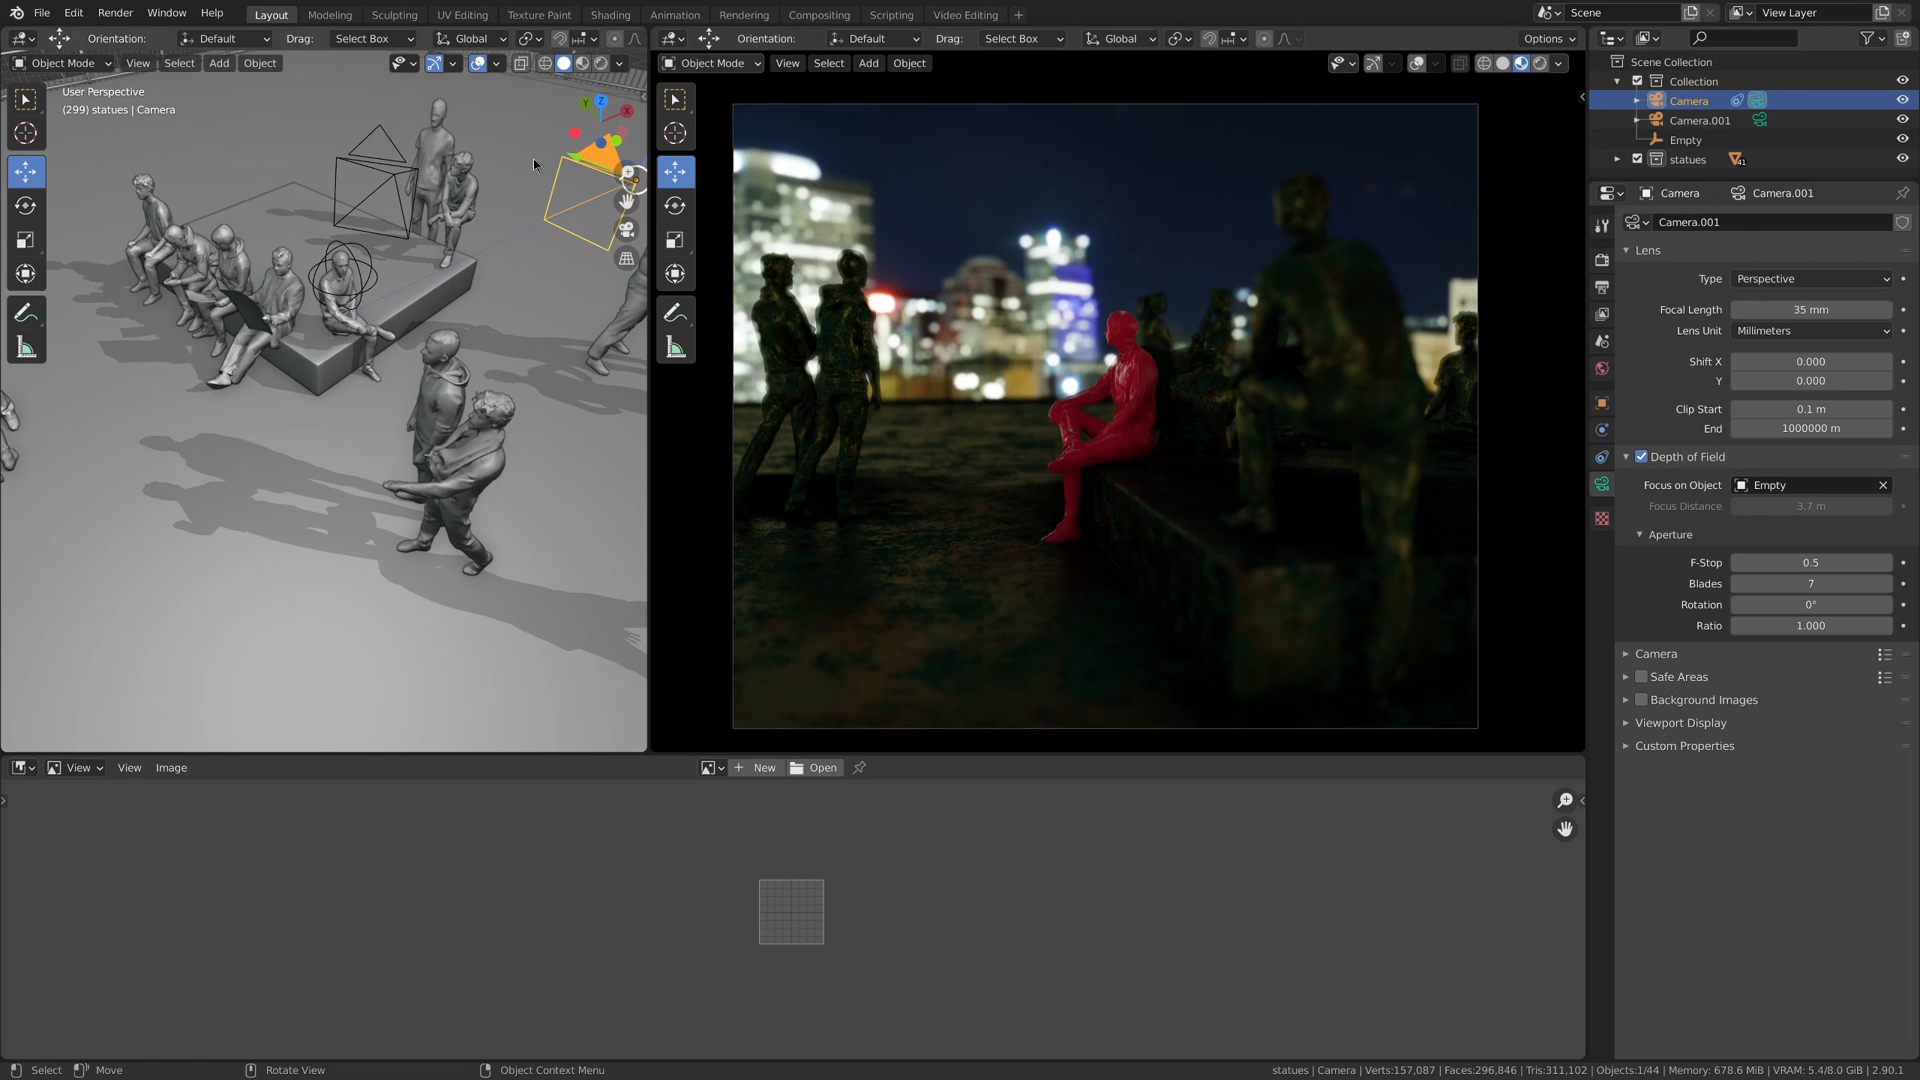 File Edit Render Window Help Layout Modeling Sculpting UV Editing Texture Paint Shading Animation Rendering Compositing Scripting Video Editing + Scene View Layer
Orientation: Default Drag: Select Box Global
Orientation: Default Drag: Select Box Global Options
Object Mode View Select Add Object
Object Mode View Select Add Object
User Perspective
(299) statues | Camera
Z
Y
X
Scene Collection
Collection
Camera
Camera.001
Empty
statues 41
Camera Camera.001
Camera.001
Lens
Type Perspective
Focal Length 35 mm
Lens Unit Millimeters
Shift X 0.000
Y 0.000
Clip Start 0.1 m
End 1000000 m
Depth of Field
Focus on Object Empty
Focus Distance 3.7 m
Aperture
F-Stop 0.5
Blades 7
Rotation 0°
Ratio 1.000
Camera
Safe Areas
Background Images
Viewport Display
Custom Properties
View View Image + New Open
Select Move Rotate View Object Context Menu statues | Camera | Verts:157,087 | Faces:296,846 | Tris:311,102 | Objects:1/44 | Memory: 678.6 MiB | VRAM: 5.4/8.0 GiB | 2.90.1